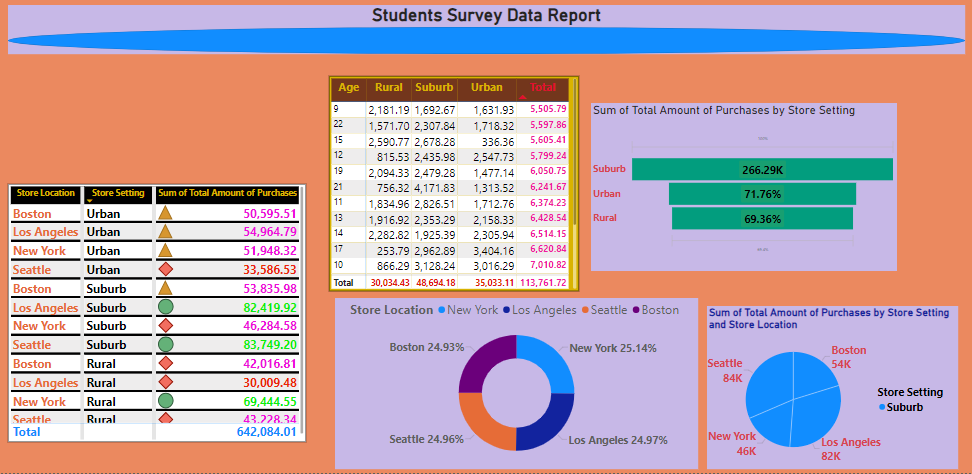 Students Survey Data Report
Age Rural Suburb Urban Total
9 2,181.19 1,692.67 1,631.93 5,505.79
22 1,571.70 2,307.84 1,718.32 5,597.86
15 2,590.77 2,678.28 336.36 5,605.41
12 815.53 2,435.98 2,547.73 5,799.24
19 2,094.33 2,479.28 1,477.14 6,050.75
21 756.32 4,171.83 1,313.52 6,241.67
11 1,834.96 2,826.51 1,712.76 6,374.23
13 1,916.92 2,353.29 2,158.33 6,428.54
14 2,282.82 1,925.39 2,305.94 6,514.15
17 253.79 2,962.89 3,404.16 6,620.84
10 866.29 3,128.24 3,016.29 7,010.82
Total 30,034.43 48,694.18 35,033.11 113,761.72
Sum of Total Amount of Purchases by Store Setting
Suburb 266.29K
Urban 71.76%
Rural 69.36%
Store Location Store Setting Sum of Total Amount of Purchases
Boston Urban 50,595.51
Los Angeles Urban 54,964.79
New York Urban 51,948.32
Seattle Urban 33,586.53
Boston Suburb 53,835.98
Los Angeles Suburb 82,419.92
New York Suburb 46,284.58
Seattle Suburb 83,749.20
Boston Rural 42,016.81
Los Angeles Rural 30,009.48
New York Rural 69,444.55
Seattle Rural 43,228.34
Total 642,084.01
Store Location New York Los Angeles Seattle Boston
Boston 24.93%
New York 25.14%
Seattle 24.96%
Los Angeles 24.97%
Sum of Total Amount of Purchases by Store Setting
and Store Location
Seattle
84K
Boston
54K
New York
46K
Los Angeles
82K
Store Setting
Suburb